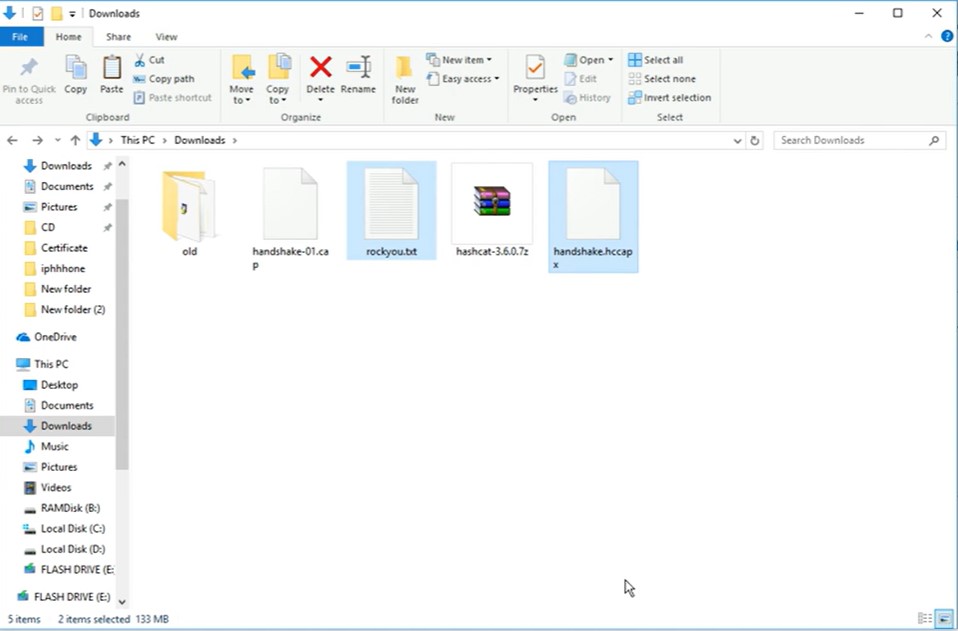 Downloads
File Home Share View
Pin to Quick access
Copy
Paste
Cut
Copy path
Paste shortcut
Clipboard
Move to
Copy to
Delete
Rename
Organize
New folder
New item
Easy access
New
Properties
Open
Edit
History
Open
Select all
Select none
Invert selection
Select
This PC Downloads
Search Downloads
Downloads
Documents
Pictures
CD
Certificate
iphhhone
New folder
New folder (2)
OneDrive
This PC
Desktop
Documents
Downloads
Music
Pictures
Videos
RAMDisk (B:)
Local Disk (C:)
Local Disk (D:)
FLASH DRIVE (E:
FLASH DRIVE (E:)
old
handshake-01.ca
p
rockyou.txt
hashcat-3.6.0.7z
handshake.hccap
x
5 items 2 items selected 133 MB